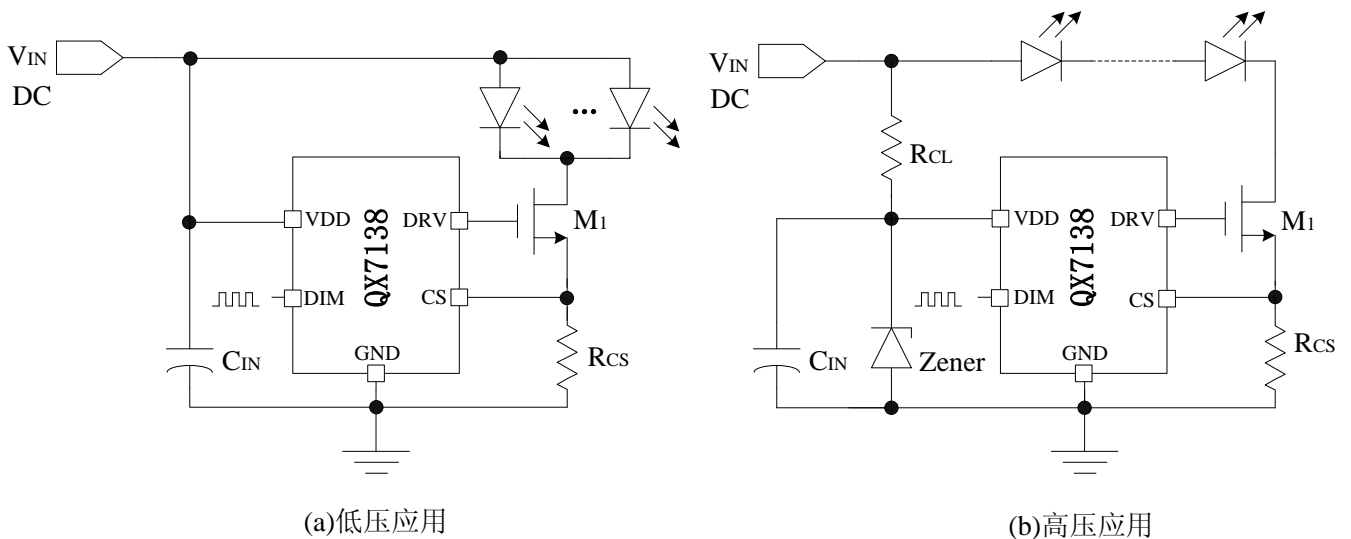 VIN
DC
VDD
DRV
DIM
CS
GND
QX7138
M1
CIN
RCS
(a)低压应用
VIN
DC
RCL
VDD
DRV
DIM
CS
GND
QX7138
M1
CIN
Zener
RCS
(b)高压应用